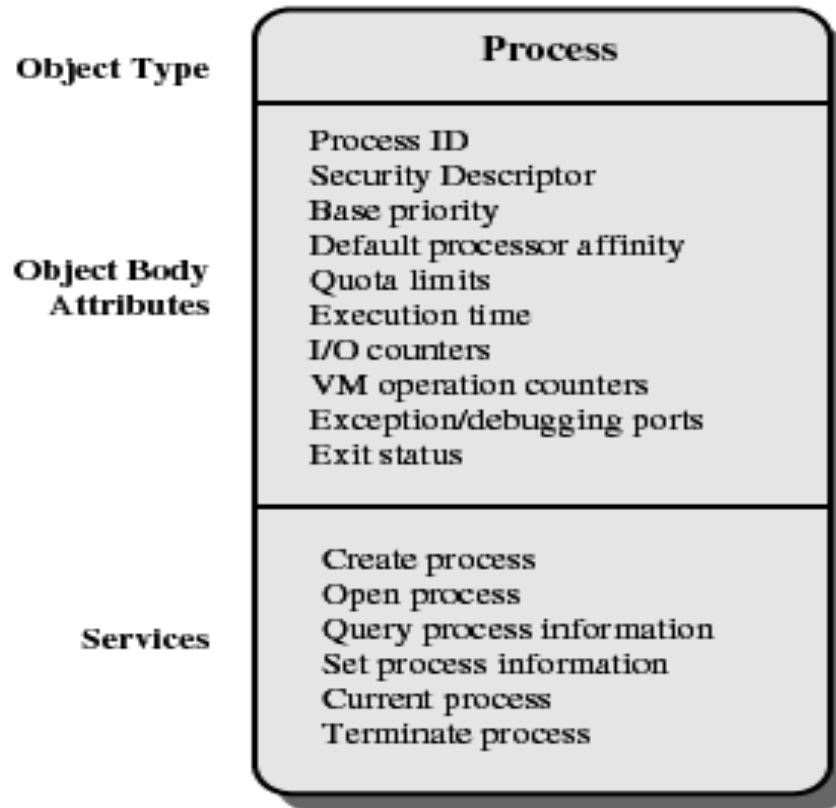 Object Type
Process
Object Body
Attributes
Process ID
Security Descriptor
Base priority
Default processor affinity
Quota limits
Execution time
I/O counters
VM operation counters
Exception/debugging ports
Exit status
Services
Create process
Open process
Query process information
Set process information
Current process
Terminate process